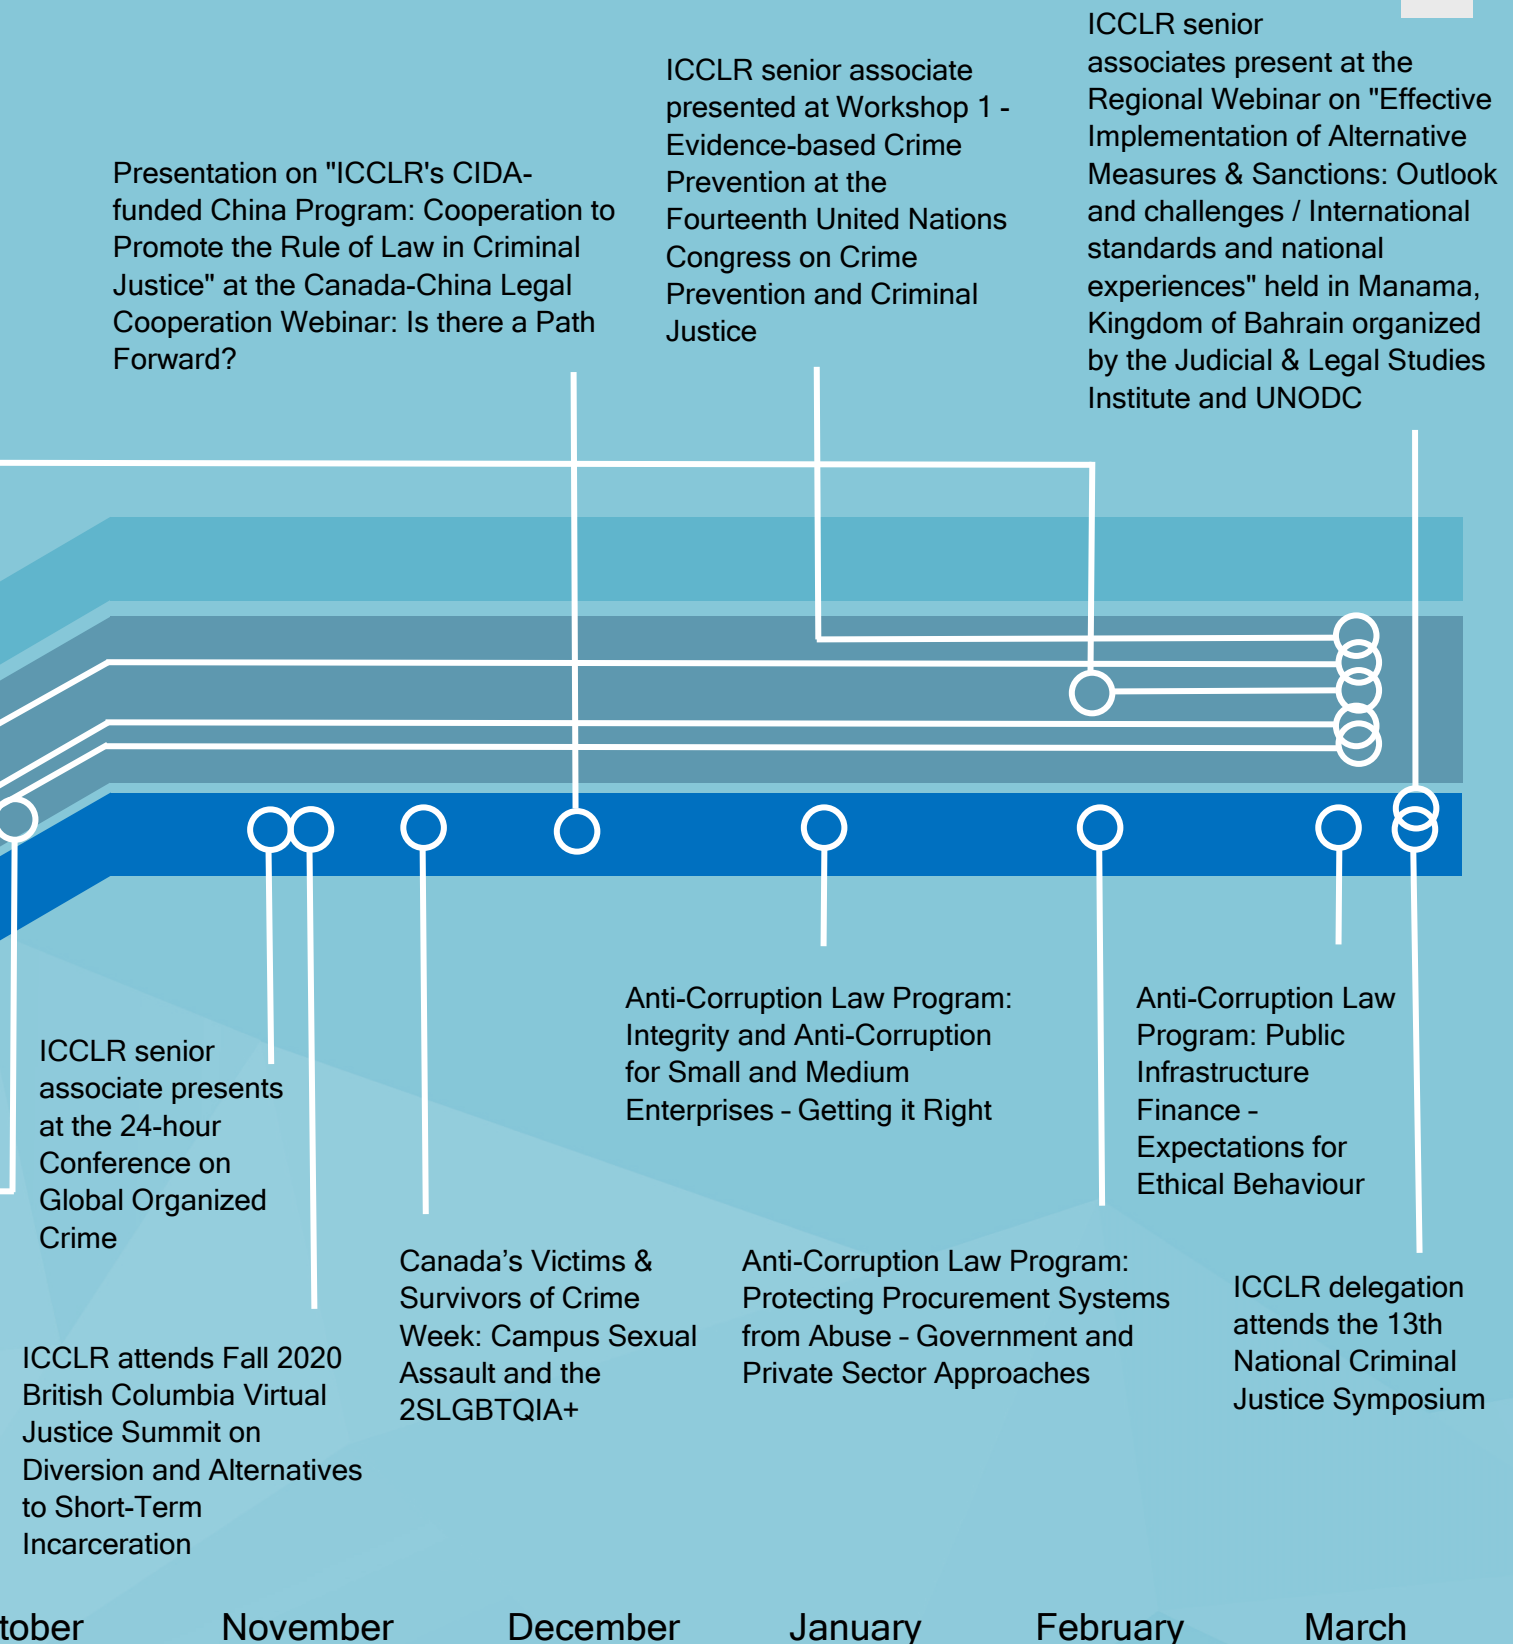 Presentation on "ICCLR's CIDA-
funded China Program: Cooperation to
Promote the Rule of Law in Criminal
Justice" at the Canada-China Legal
Cooperation Webinar: Is there a Path
Forward?
ICCLR senior associate
presented at Workshop 1 -
Evidence-based Crime
Prevention at the
Fourteenth United Nations
Congress on Crime
Prevention and Criminal
Justice
ICCLR senior
associates present at the
Regional Webinar on "Effective
Implementation of Alternative
Measures & Sanctions: Outlook
and challenges / International
standards and national
experiences" held in Manama,
Kingdom of Bahrain organized
by the Judicial & Legal Studies
Institute and UNODC
ICCLR senior
associate presents
at the 24-hour
Conference on
Global Organized
Crime
ICCLR attends Fall 2020
British Columbia Virtual
Justice Summit on
Diversion and Alternatives
to Short-Term
Incarceration
Canada’s Victims &
Survivors of Crime
Week: Campus Sexual
Assault and the
2SLGBTQIA+
Anti-Corruption Law Program:
Integrity and Anti-Corruption
for Small and Medium
Enterprises – Getting it Right
Anti-Corruption Law Program:
Protecting Procurement Systems
from Abuse – Government and
Private Sector Approaches
Anti-Corruption Law
Program: Public
Infrastructure
Finance –
Expectations for
Ethical Behaviour
ICCLR delegation
attends the 13th
National Criminal
Justice Symposium
tober November December January February March